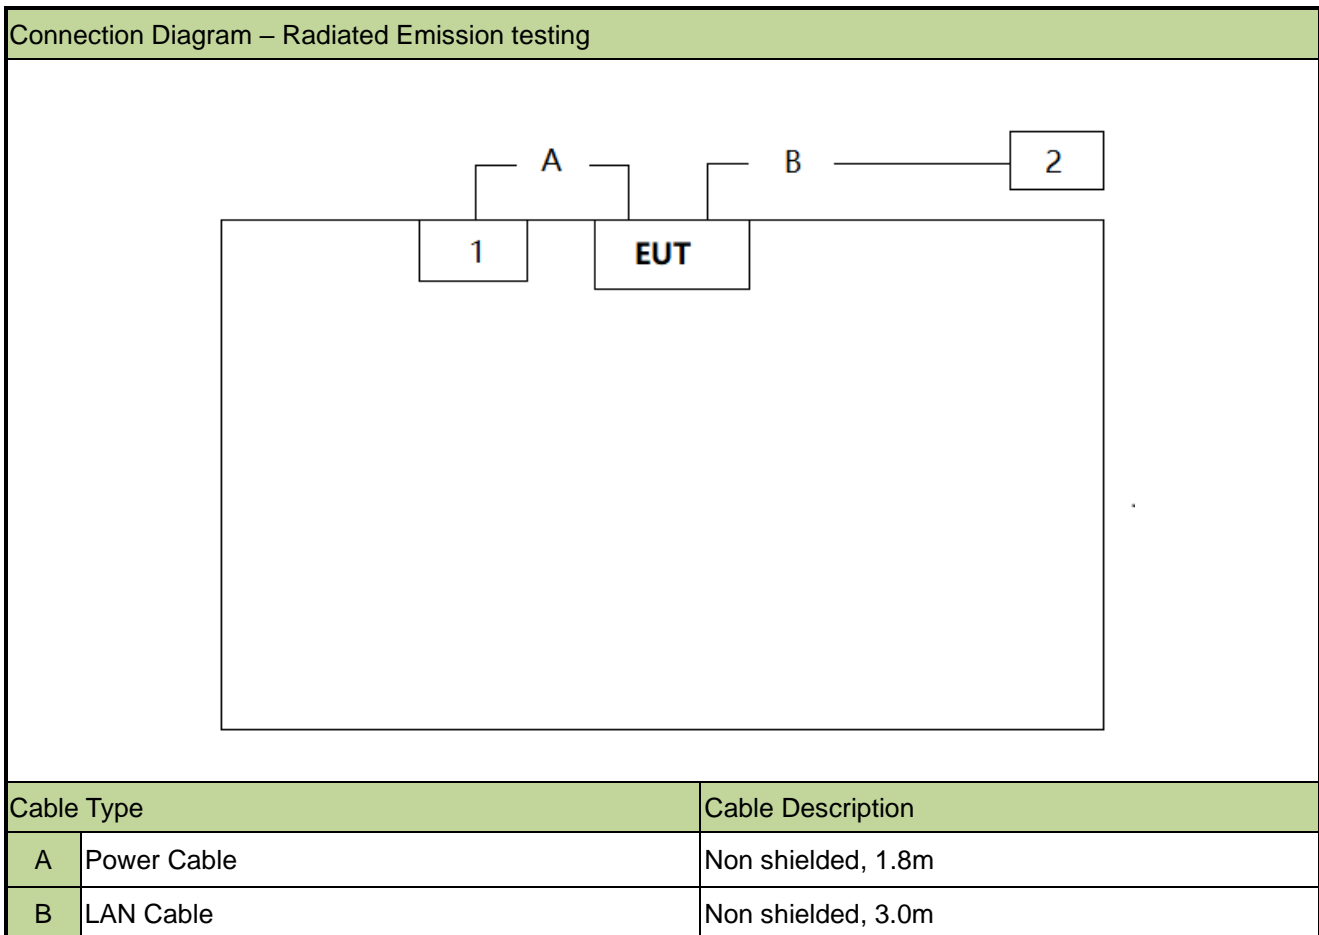 Connection Diagram – Radiated Emission testing
A B 2
1 EUT
Cable Type Cable Description
A Power Cable Non shielded, 1.8m
B LAN Cable Non shielded, 3.0m